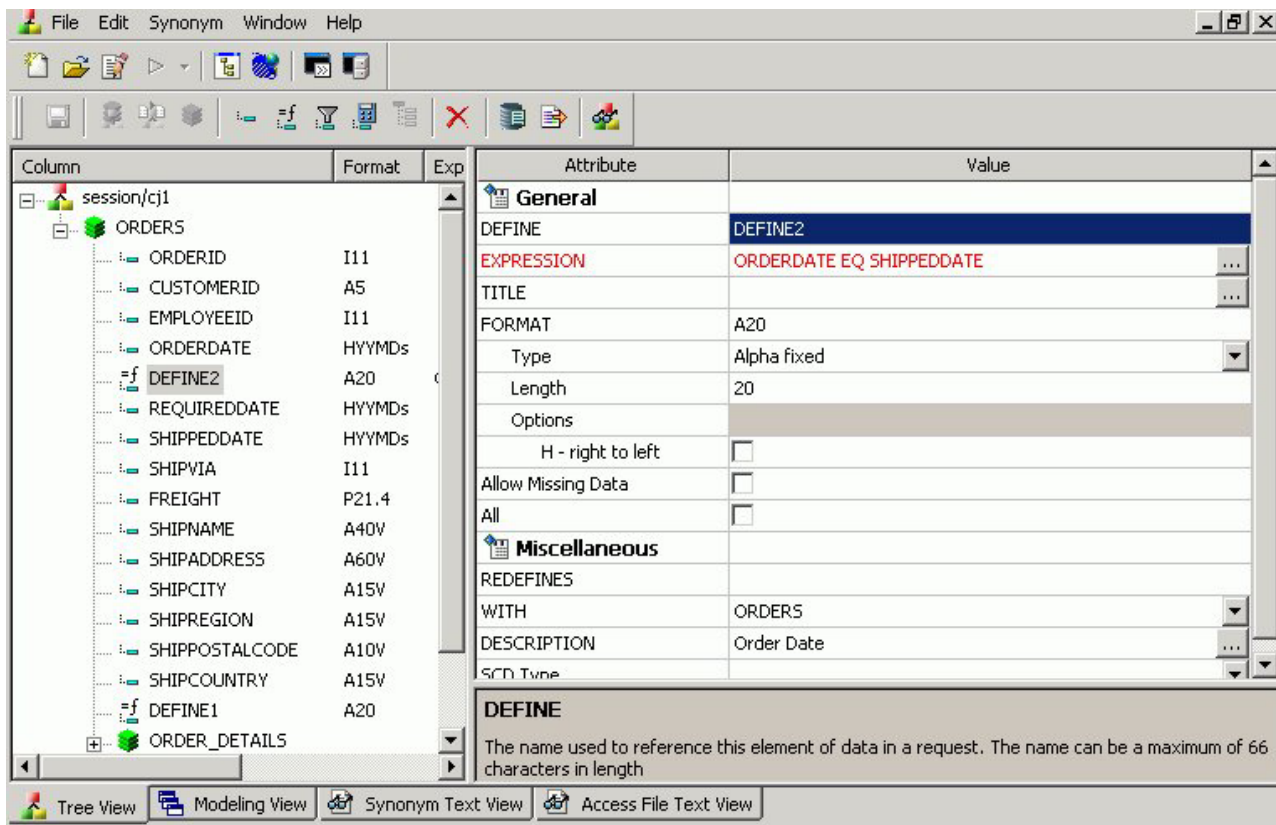 File Edit Synonym Window Help
Column Format Exp
session/cj1
ORDERS
ORDERID I11
CUSTOMERID A5
EMPLOYEEID I11
ORDERDATE HYYMDs
DEFINE2 A20
REQUIREDDATE HYYMDs
SHIPPEDDATE HYYMDs
SHIPVIA I11
FREIGHT P21.4
SHIPNAME A40V
SHIPADDRESS A60V
SHIPCITY A15V
SHIPREGION A15V
SHIPPOSTALCODE A10V
SHIPCOUNTRY A15V
DEFINE1 A20
ORDER_DETAILS
Attribute Value
General
DEFINE DEFINE2
EXPRESSION ORDERDATE EQ SHIPPEDDATE ...
TITLE ...
FORMAT A20
Type Alpha fixed
Length 20
Options
H - right to left
Allow Missing Data
All
Miscellaneous
REDEFINES
WITH ORDERS
DESCRIPTION Order Date ...
SCD Type
DEFINE
The name used to reference this element of data in a request. The name can be a maximum of 66
characters in length
Tree View Modeling View Synonym Text View Access File Text View